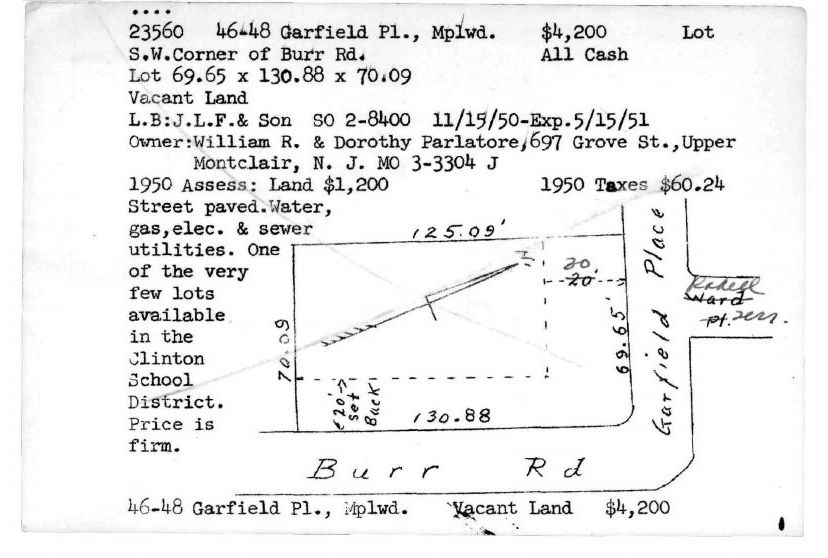 23560 46-48 Garfield Pl., Mplwd. $4,200 Lot
S.W.Corner of Burr Rd. All Cash
Lot 69.65 x 130.88 x 70.09
Vacant Land
L.B:J.L.F.& Son SO 2-8400 11/15/50-Exp.5/15/51
Owner:William R. & Dorothy Parlatore,697 Grove St.,Upper
Montclair, N. J. MO 3-3304 J
1950 Assess: Land $1,200 1950 Taxes $60.24
Street paved.Water,
gas,elec. & sewer
utilities. One
of the very
few lots
available
in the
Clinton
School
District.
Price is
firm.
125.09'
N
30
20'
70.09
69.65'
Garfield Place
Ward
Pl. Terr.
20'
Set
Back
130.88
Burr Rd
46-48 Garfield Pl., Mplwd. Vacant Land $4,200